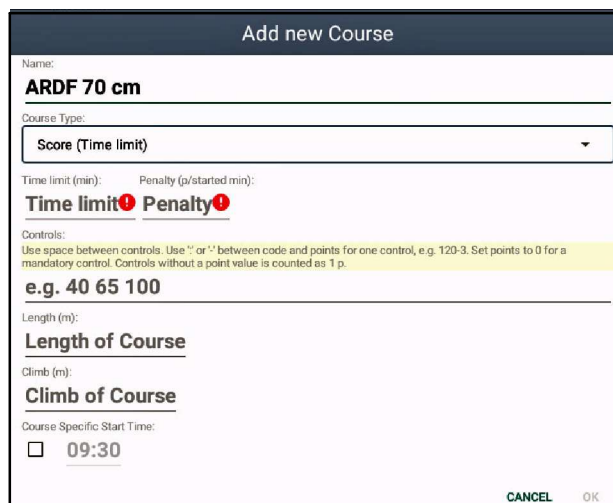 Add new Course
Name:
ARDF 70 cm
Course Type:
Score (Time limit)
Time limit (min): Penalty (p/started min):
Time limit Penalty
Controls:
Use space between controls. Use ':' or '-' between code and points for one control, e.g. 120-3. Set points to 0 for a
mandatory control. Controls without a point value is counted as 1 p.
e.g. 40 65 100
Length (m):
Length of Course
Climb (m):
Climb of Course
Course Specific Start Time:
09:30
CANCEL OK